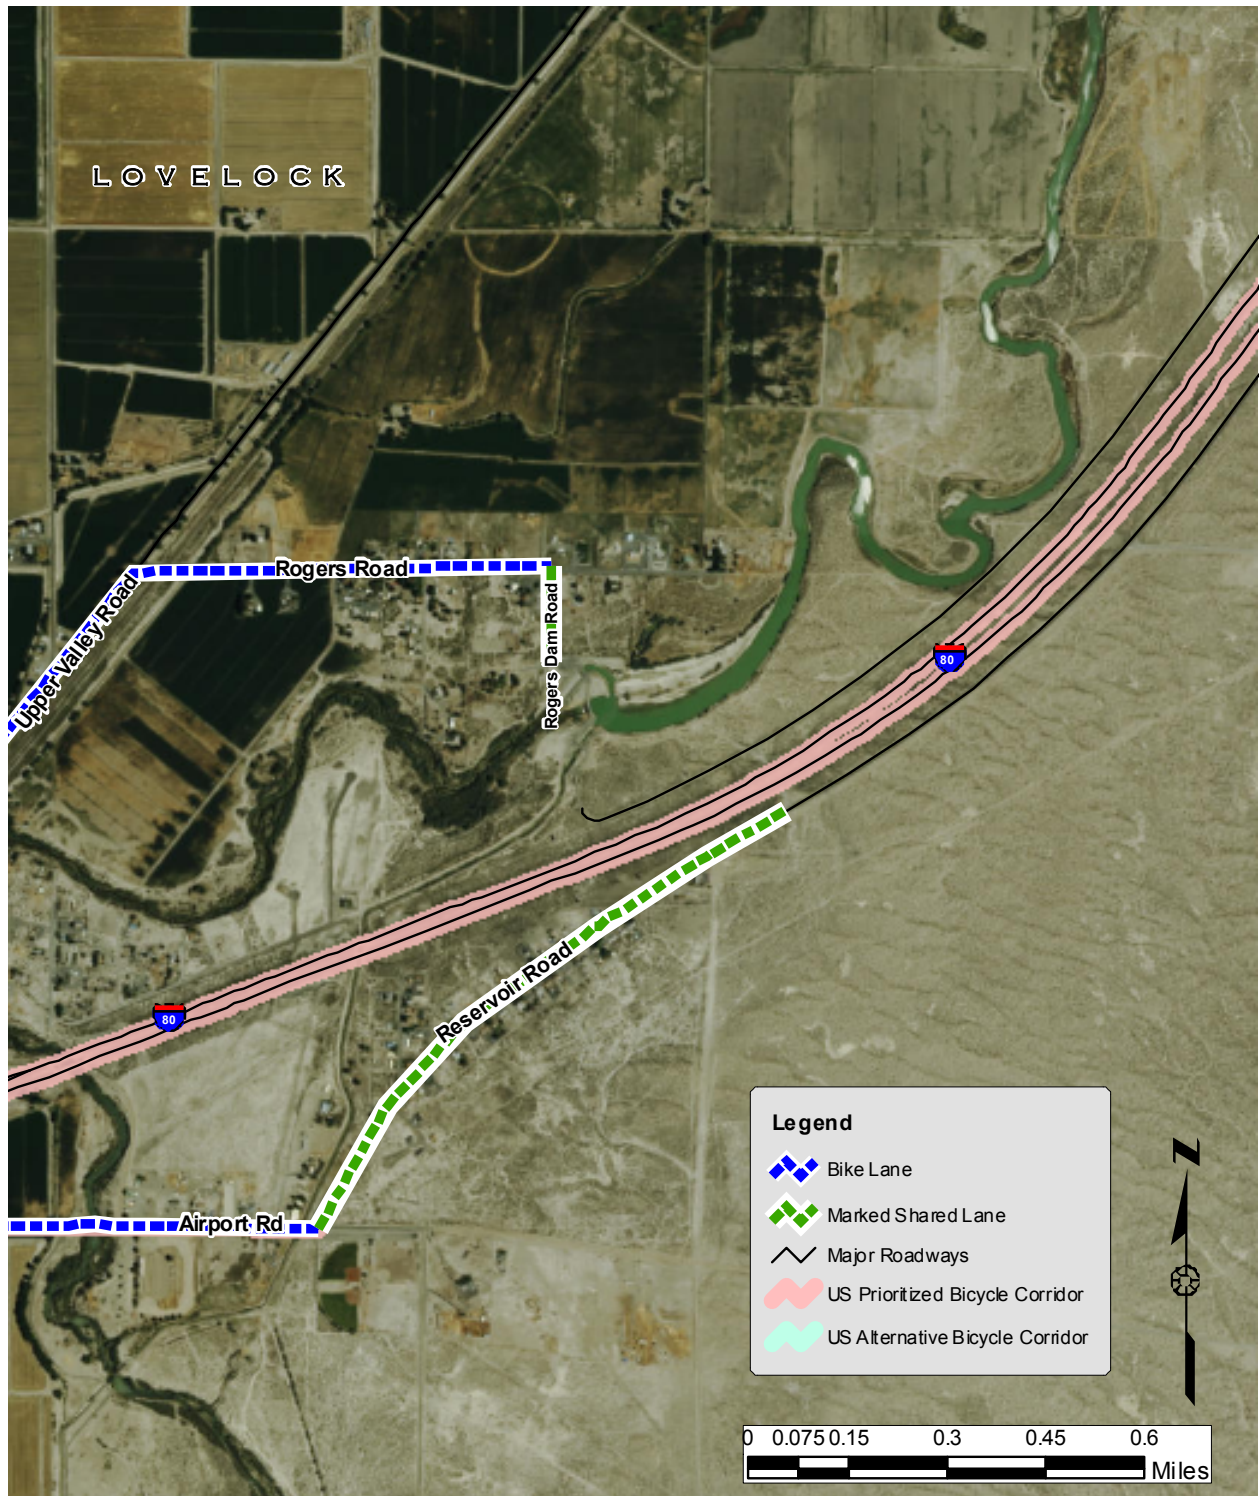 LOVELOCK
Rogers Road
Upper Valley Road
Rogers Dam Road
80
Reservoir Road
80
Airport Rd
Legend
Bike Lane
Marked Shared Lane
Major Roadways
US Prioritized Bicycle Corridor
US Alternative Bicycle Corridor
N
0 0.075 0.15 0.3 0.45 0.6
Miles